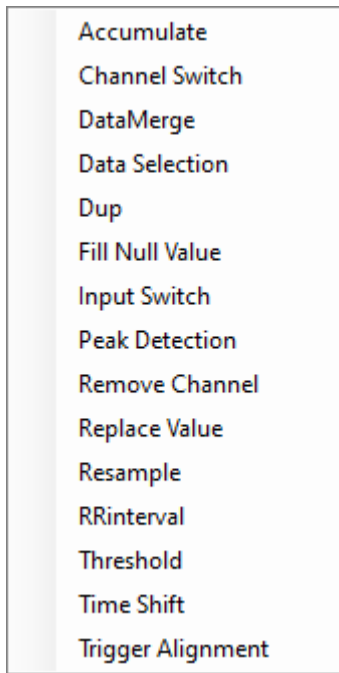 Accumulate
Channel Switch
DataMerge
Data Selection
Dup
Fill Null Value
Input Switch
Peak Detection
Remove Channel
Replace Value
Resample
RRinterval
Threshold
Time Shift
Trigger Alignment